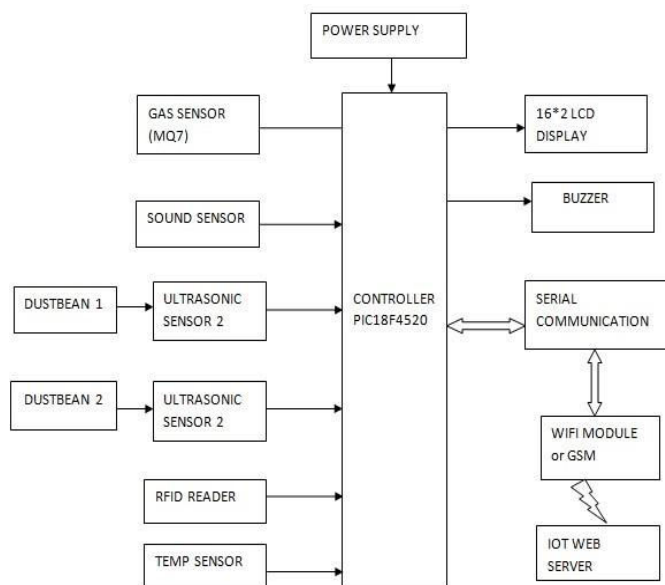 POWER SUPPLY
GAS SENSOR
(MQ7)
16*2 LCD
DISPLAY
SOUND SENSOR
BUZZER
DUSTBEAN 1
ULTRASONIC
SENSOR 2
CONTROLLER
PIC18F4520
SERIAL
COMMUNICATION
DUSTBEAN 2
ULTRASONIC
SENSOR 2
WIFI MODULE
or GSM
RFID READER
IOT WEB
SERVER
TEMP SENSOR